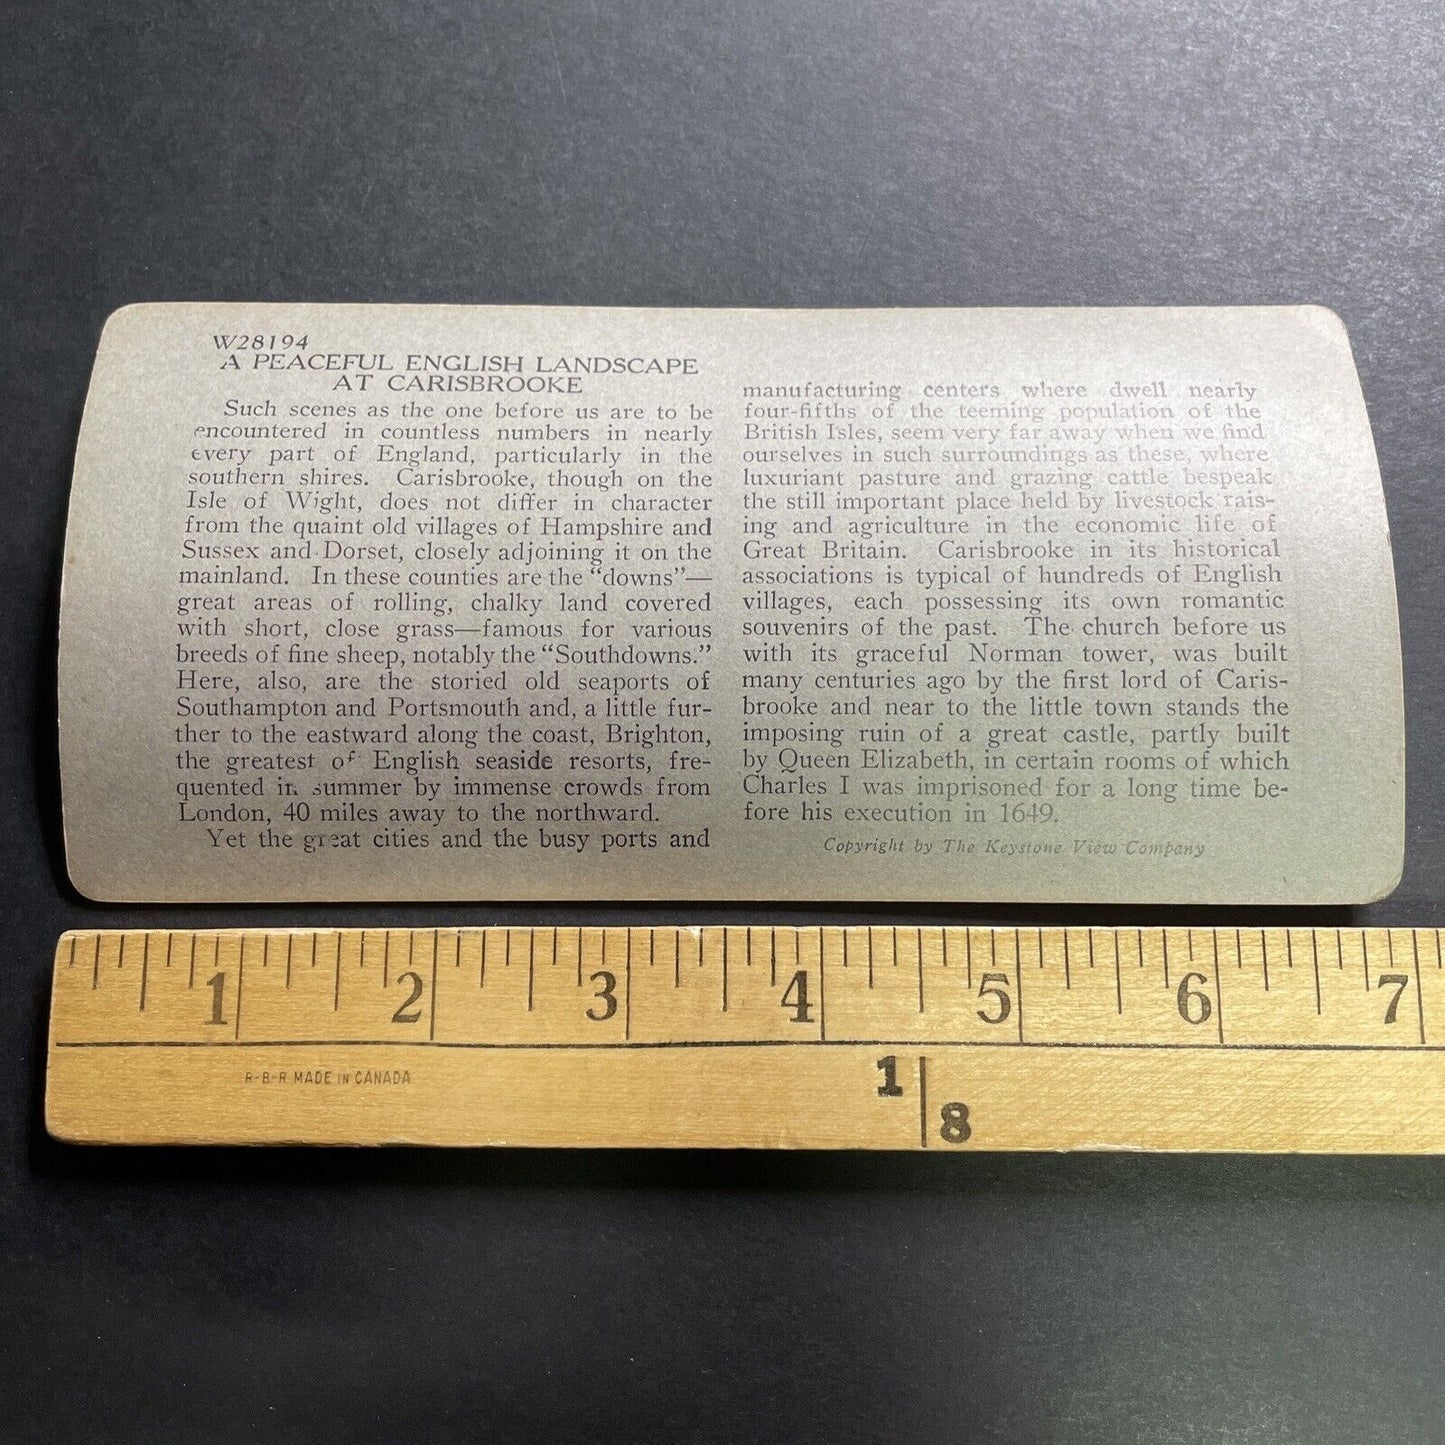 W28194
A PEACEFUL ENGLISH LANDSCAPE
AT CARISBROOKE
Such scenes as the one before us are to be
encountered in countless numbers in nearly
every part of England, particularly in the
southern shires. Carisbrooke, though on the
Isle of Wight, does not differ in character
from the quaint old villages of Hampshire and
Sussex and Dorset, closely adjoining it on the
mainland. In these counties are the "downs"—
great areas of rolling, chalky land covered
with short, close grass—famous for various
breeds of fine sheep, notably the "Southdowns."
Here, also, are the storied old seaports of
Southampton and Portsmouth and, a little fur-
ther to the eastward along the coast, Brighton,
the greatest of English seaside resorts, fre-
quented in summer by immense crowds from
London, 40 miles away to the northward.
Yet the great cities and the busy ports and
manufacturing centers where dwell nearly
four-fifths of the teeming population of the
British Isles, seem very far away when we find
ourselves in such surroundings as these, where
luxuriant pasture and grazing cattle bespeak
the still important place held by livestock rais-
ing and agriculture in the economic life of
Great Britain. Carisbrooke in its historical
associations is typical of hundreds of English
villages, each possessing its own romantic
souvenirs of the past. The church before us
with its graceful Norman tower, was built
many centuries ago by the first lord of Caris-
brooke and near to the little town stands the
imposing ruin of a great castle, partly built
by Queen Elizabeth, in certain rooms of which
Charles I was imprisoned for a long time be-
fore his execution in 1649.
Copyright by The Keystone View Company
1 2 3 4 5 6 7
R-B-R MADE IN CANADA
1
8